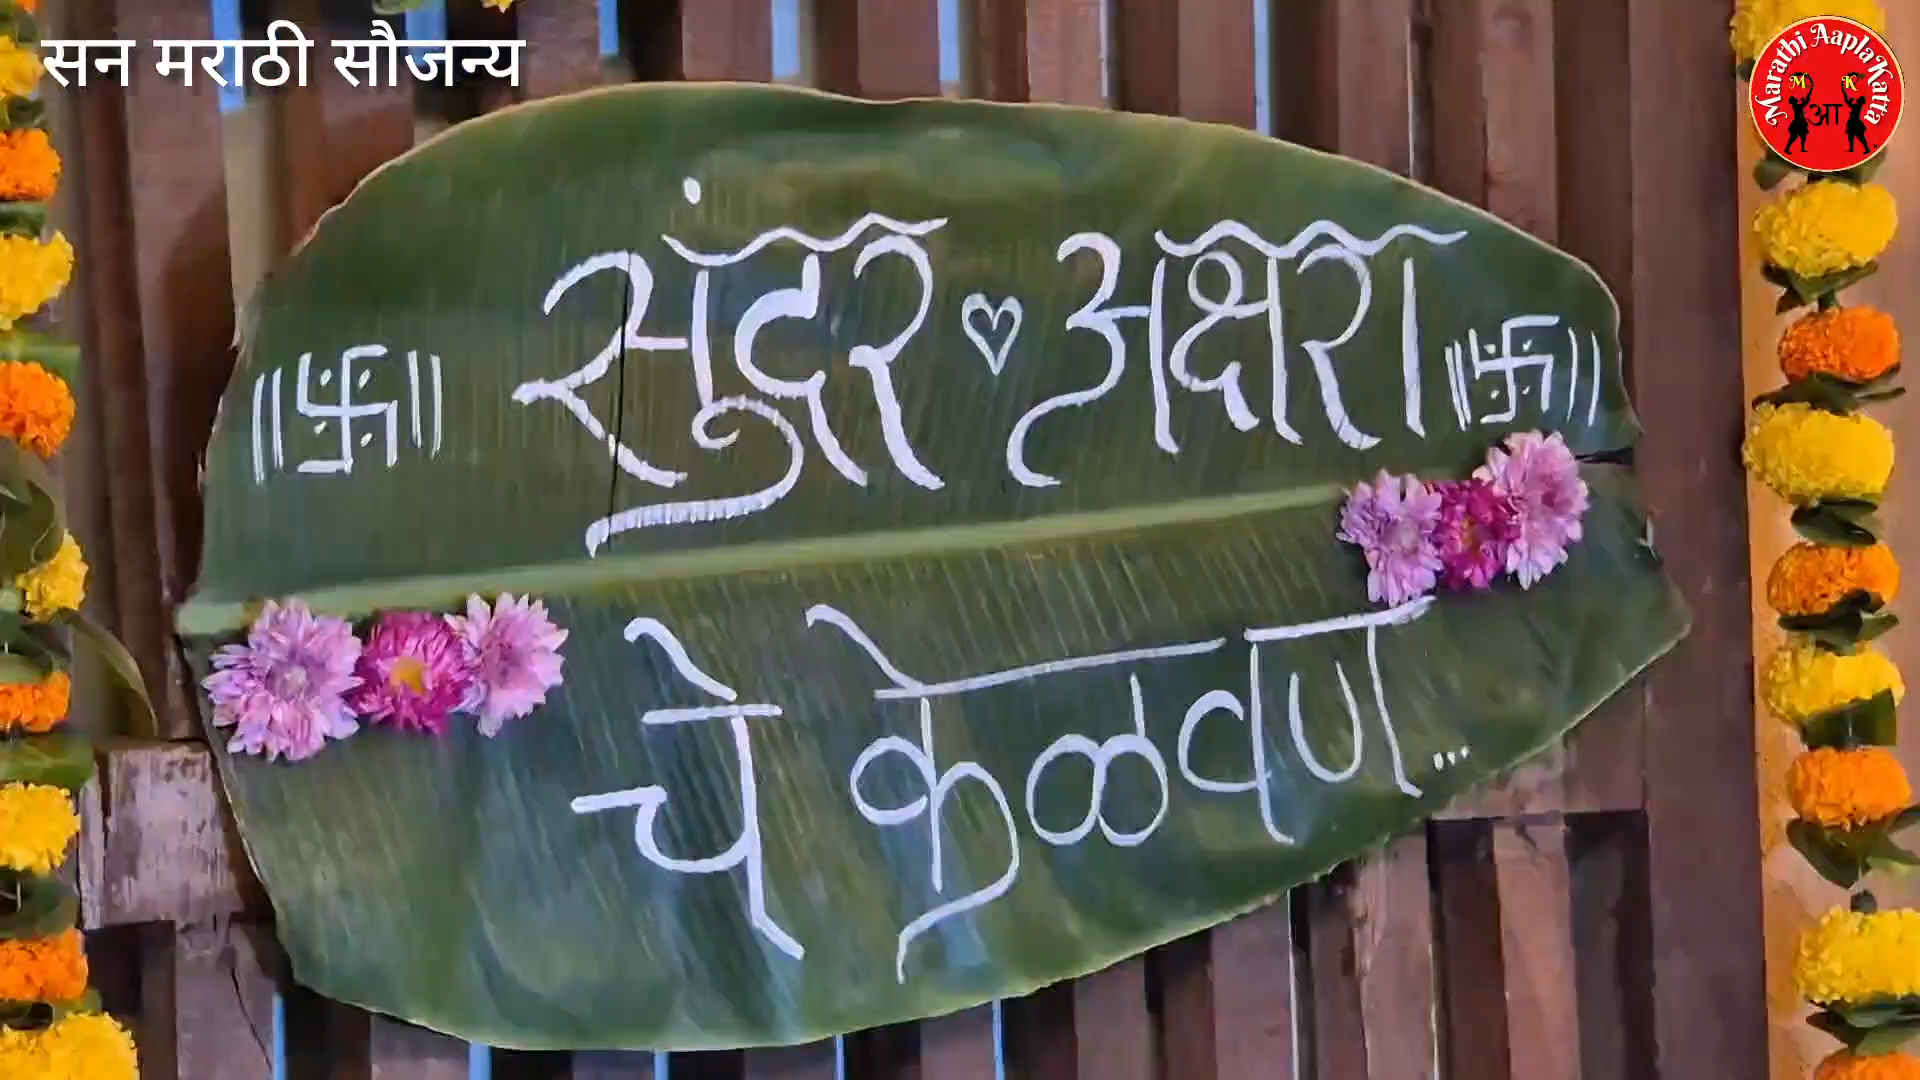 सन मराठी सौजन्य
Marathi Aapla Katta
M K
आ
॥卐॥ सुंदर ♡ अक्षरा ॥卐॥
चे केळवण...